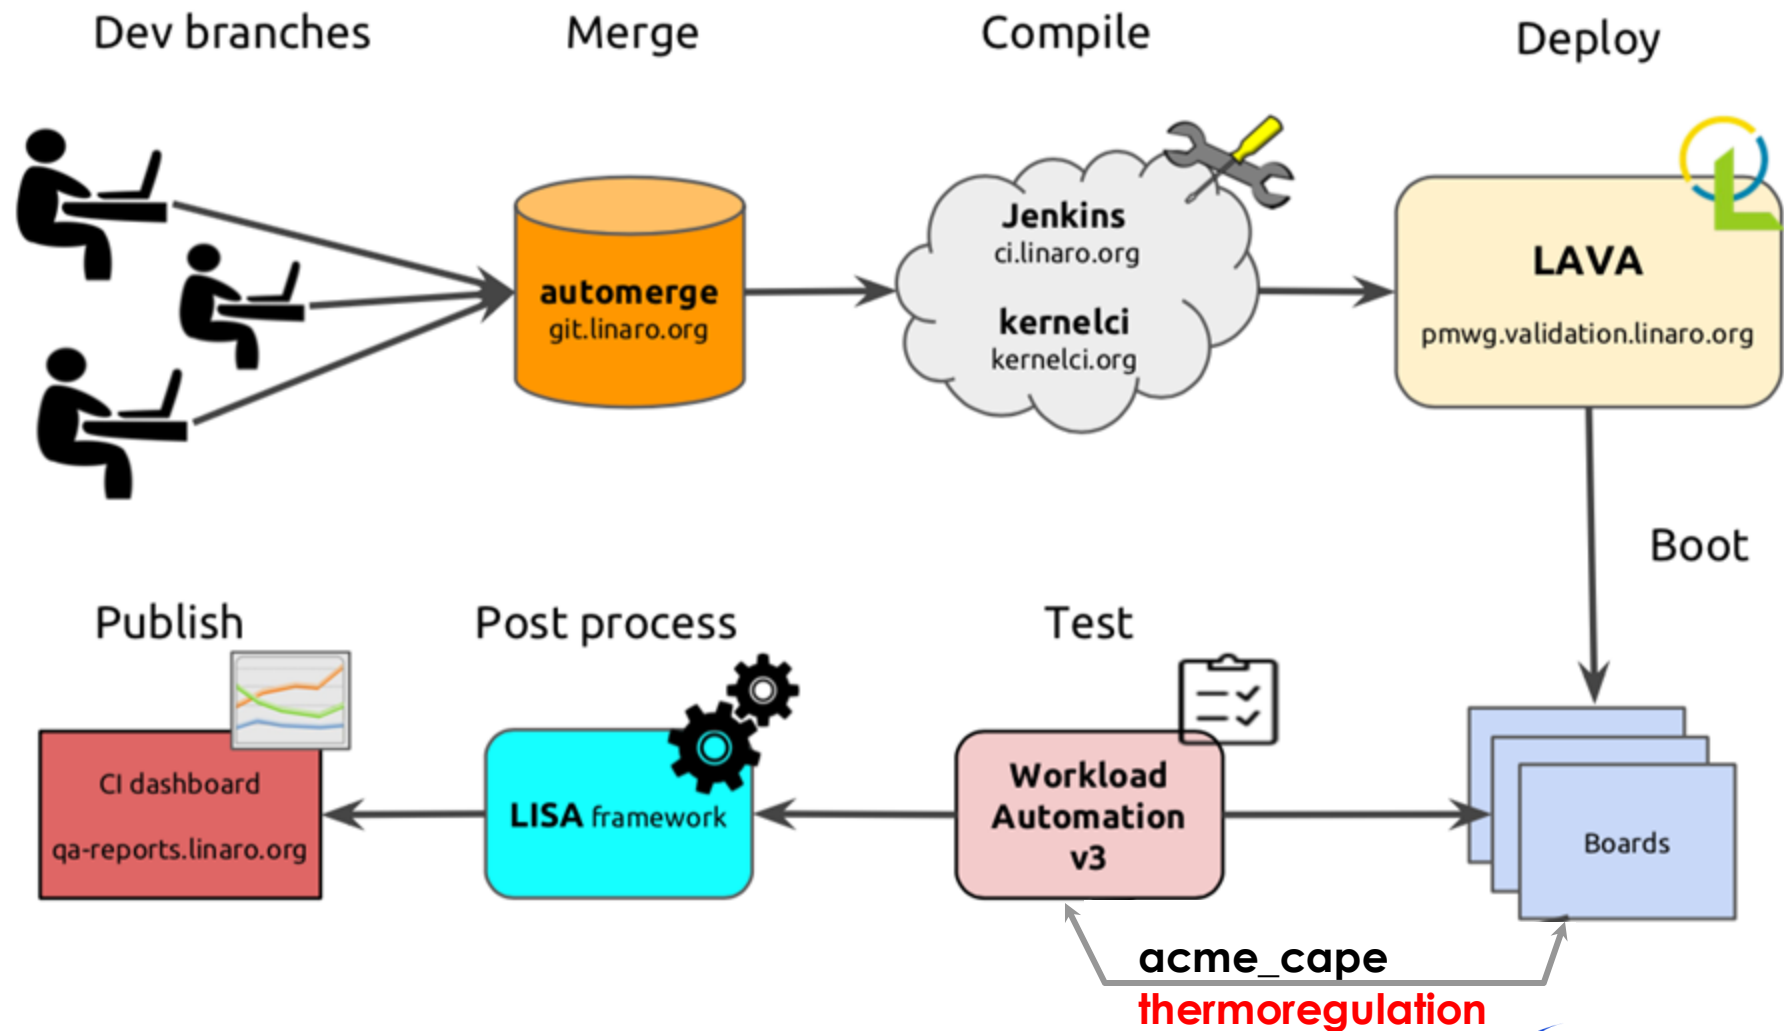 Dev branches
Merge
Compile
Deploy
automerge
git.linaro.org
Jenkins
ci.linaro.org
kernelci
kernelci.org
LAVA
pmwg.validation.linaro.org
Boot
Publish
Post process
Test
CI dashboard
qa-reports.linaro.org
LISA framework
Workload
Automation
v3
Boards
acme_cape
thermoregulation